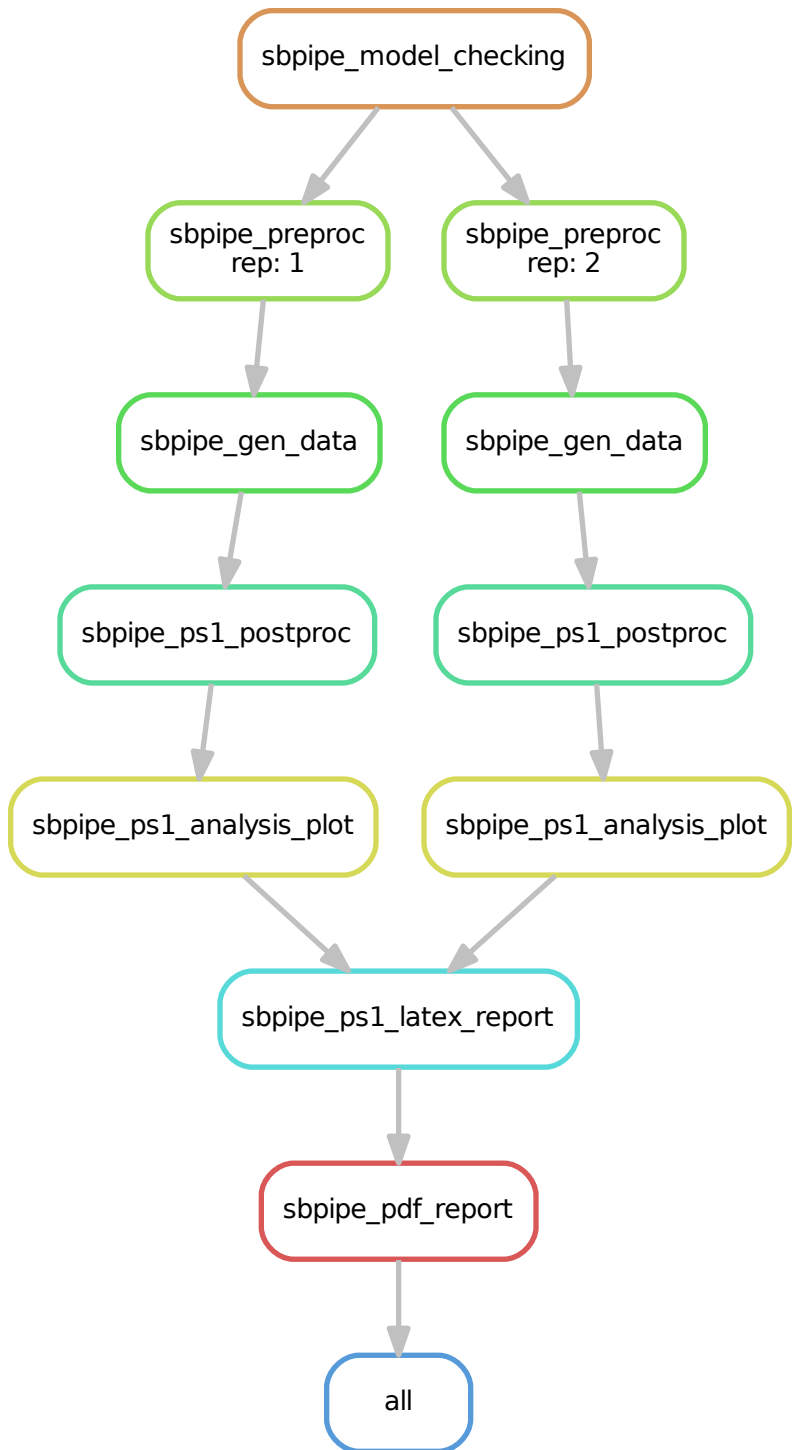 sbpipe_model_checking
sbpipe_preproc
rep: 1
sbpipe_preproc
rep: 2
sbpipe_gen_data
sbpipe_gen_data
sbpipe_ps1_postproc
sbpipe_ps1_postproc
sbpipe_ps1_analysis_plot
sbpipe_ps1_analysis_plot
sbpipe_ps1_latex_report
sbpipe_pdf_report
all